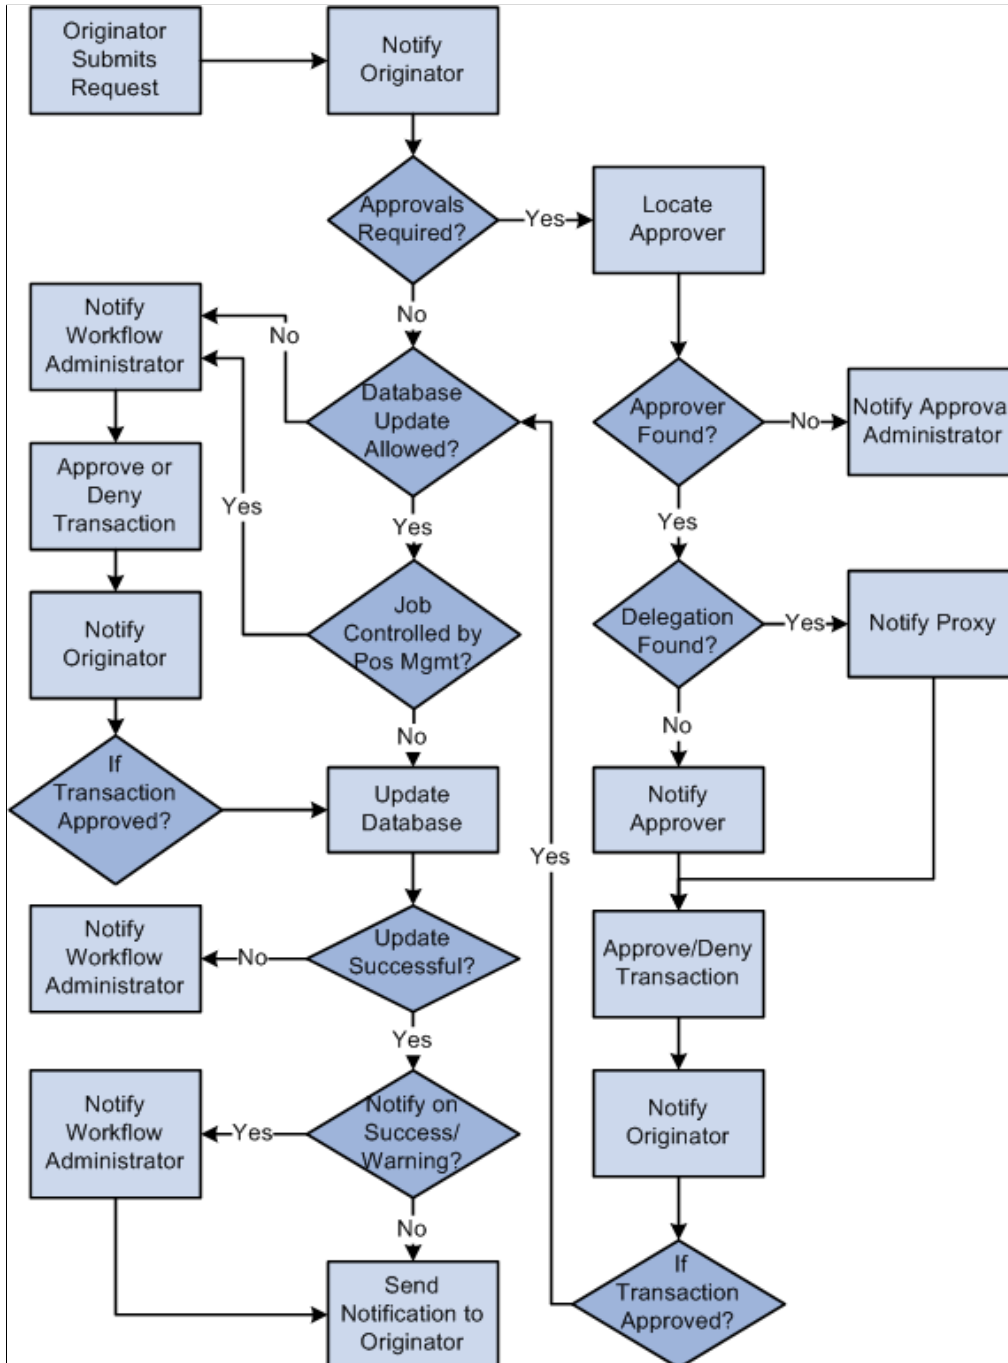 Originator
Submits
Request
Notify
Originator
Approvals
Required?
Yes
Locate
Approver
No
Notify
Workflow
Administrator
No
Database
Update
Allowed?
Approver
Found?
No
Notify Approval
Administrator
Approve or
Deny
Transaction
Yes
Yes
Yes
Notify
Originator
Job
Controlled by
Pos Mgmt?
Delegation
Found?
Yes
Notify Proxy
No
No
If
Transaction
Approved?
Update
Database
Notify
Approver
Yes
Notify
Workflow
Administrator
No
Update
Successful?
Approve/Deny
Transaction
Yes
Notify
Workflow
Administrator
Yes
Notify on
Success/
Warning?
Notify
Originator
No
Send
Notification to
Originator
If
Transaction
Approved?